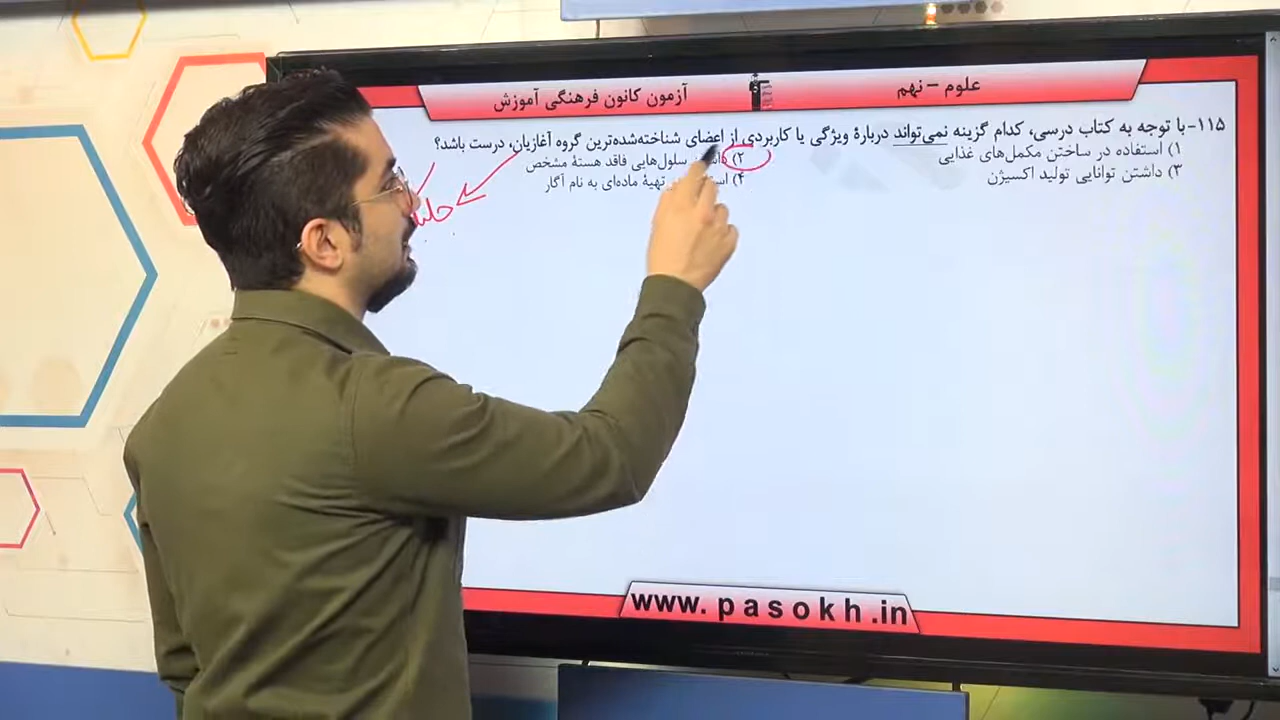 علوم – نهم
آزمون کانون فرهنگی آموزش
۱۱۵- با توجه به کتاب درسی، کدام گزینه نمی‌تواند دربارهٔ ویژگی یا کاربردی از اعضای شناخته‌شده‌ترین گروه آغازیان، درست باشد؟
۱) استفاده در ساختن مکمل‌های غذایی
۲) سلول‌هایی فاقد هستهٔ مشخص
۳) داشتن توانایی تولید اکسیژن
۴) تهیهٔ ماده‌ای به نام آگار
www.pasokh.in